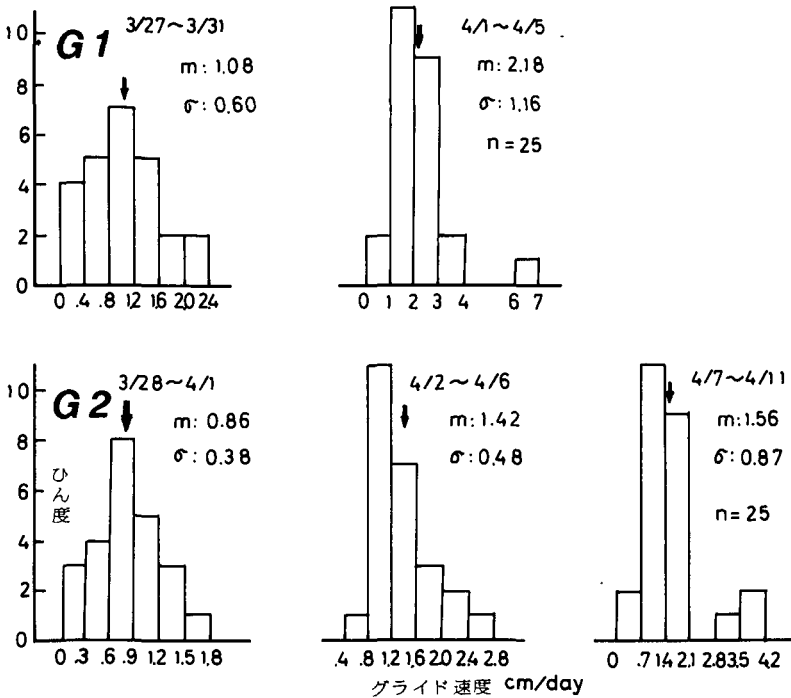 G1
3/27~3/31
m: 1.08
σ: 0.60
10
8
6
4
2
0
0 .4 .8 1.2 1.6 2.0 2.4
4/1~4/5
m: 2.18
σ: 1.16
n = 25
0 1 2 3 4 6 7
G2
3/28~4/1
m: 0.86
σ: 0.38
10
8
6
4
2
0
ひん度
0 .3 .6 .9 1.2 1.5 1.8
4/2~4/6
m: 1.42
σ: 0.48
.4 .8 1.2 1.6 2.0 2.4 2.8
4/7~4/11
m: 1.56
σ: 0.87
n = 25
0 .7 1.4 2.1 2.8 3.5 4.2
グライド速度 cm/day